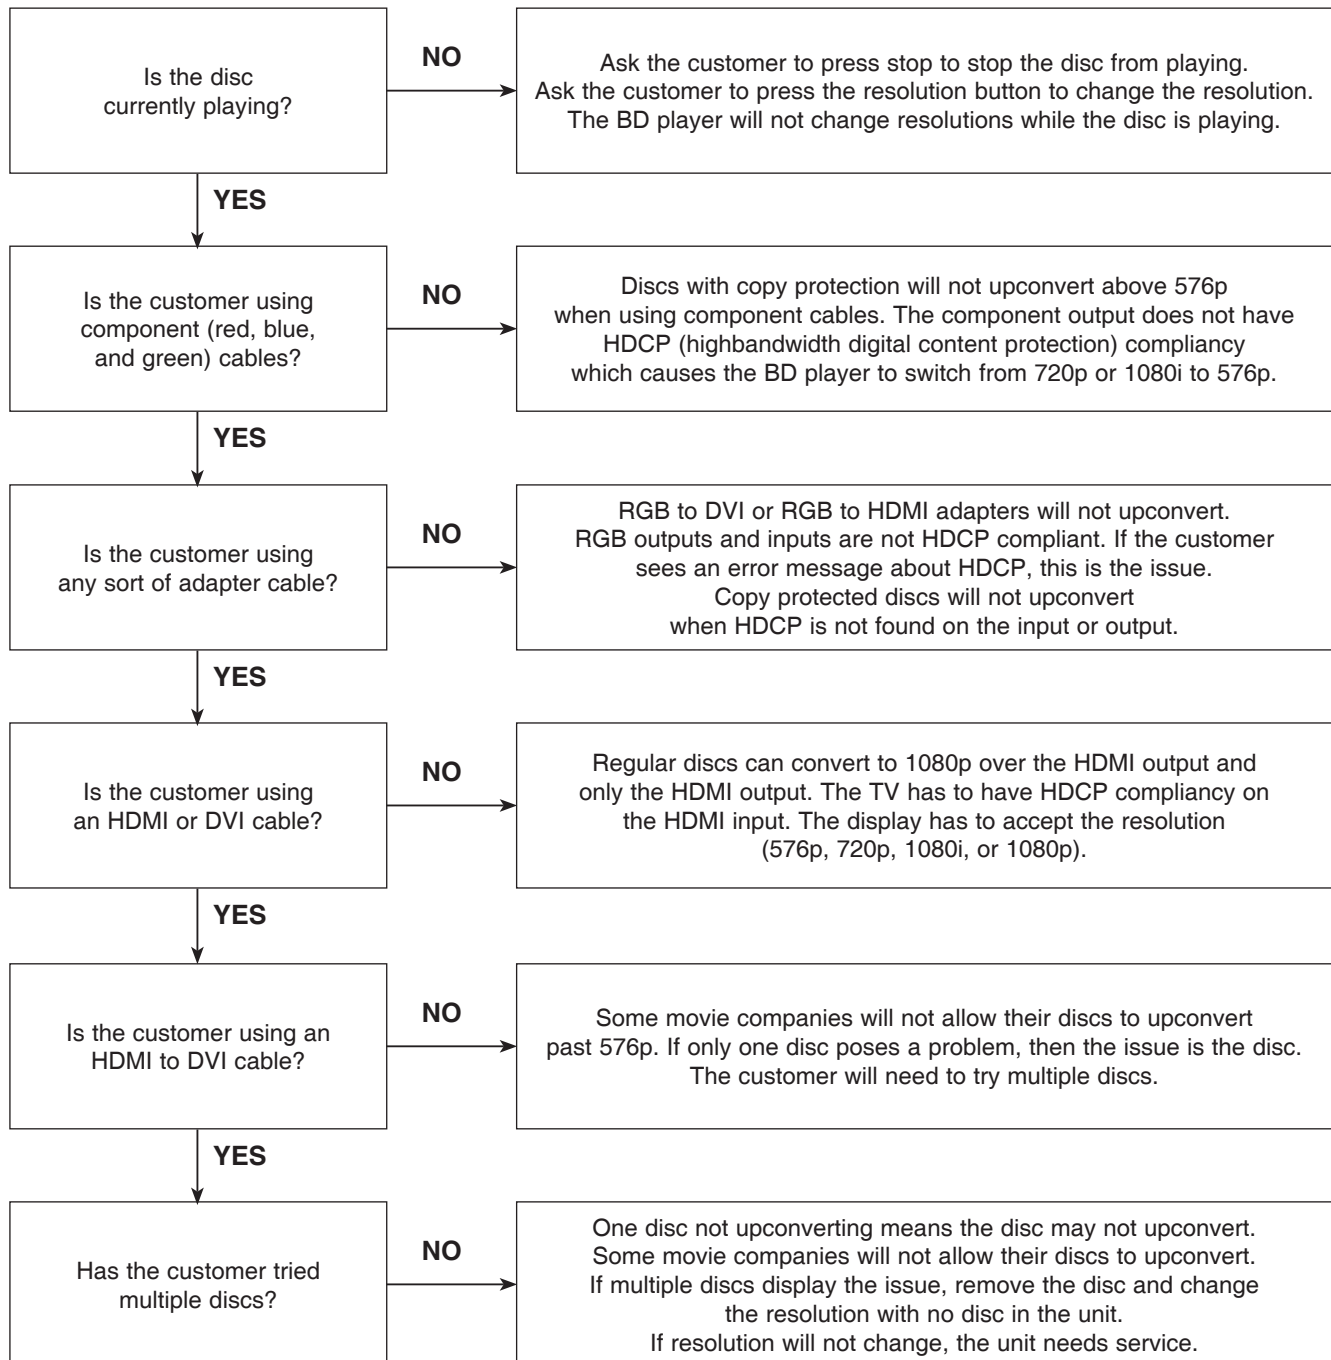 Is the disc
currently playing?
NO
Ask the customer to press stop to stop the disc from playing.
Ask the customer to press the resolution button to change the resolution.
The BD player will not change resolutions while the disc is playing.
YES
Is the customer using
component (red, blue,
and green) cables?
NO
Discs with copy protection will not upconvert above 576p
when using component cables. The component output does not have
HDCP (highbandwidth digital content protection) compliancy
which causes the BD player to switch from 720p or 1080i to 576p.
YES
Is the customer using
any sort of adapter cable?
NO
RGB to DVI or RGB to HDMI adapters will not upconvert.
RGB outputs and inputs are not HDCP compliant. If the customer
sees an error message about HDCP, this is the issue.
Copy protected discs will not upconvert
when HDCP is not found on the input or output.
YES
Is the customer using
an HDMI or DVI cable?
NO
Regular discs can convert to 1080p over the HDMI output and
only the HDMI output. The TV has to have HDCP compliancy on
the HDMI input. The display has to accept the resolution
(576p, 720p, 1080i, or 1080p).
YES
Is the customer using an
HDMI to DVI cable?
NO
Some movie companies will not allow their discs to upconvert
past 576p. If only one disc poses a problem, then the issue is the disc.
The customer will need to try multiple discs.
YES
Has the customer tried
multiple discs?
NO
One disc not upconverting means the disc may not upconvert.
Some movie companies will not allow their discs to upconvert.
If multiple discs display the issue, remove the disc and change
the resolution with no disc in the unit.
If resolution will not change, the unit needs service.